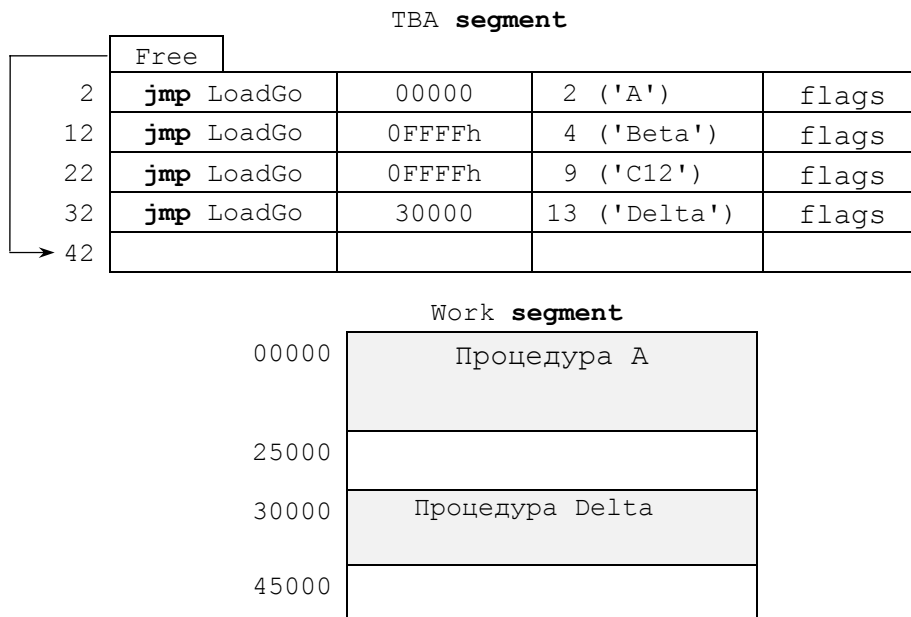 TBA segment
Free
2 jmp LoadGo 00000 2 ('A') flags
12 jmp LoadGo 0FFFFh 4 ('Beta') flags
22 jmp LoadGo 0FFFFh 9 ('C12') flags
32 jmp LoadGo 30000 13 ('Delta') flags
42
Work segment
00000 Процедура A
25000
30000 Процедура Delta
45000